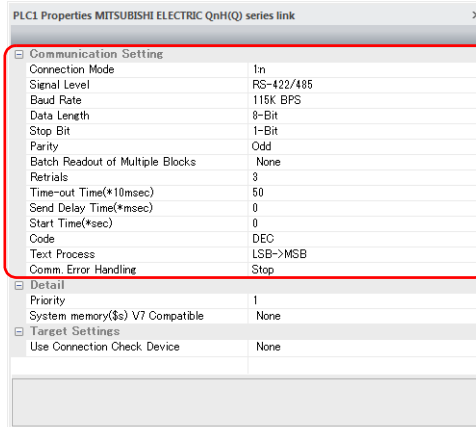 PLC1 Properties MITSUBISHI ELECTRIC QnH(Q) series link
Communication Setting
Connection Mode 1:n
Signal Level RS-422/485
Baud Rate 115K BPS
Data Length 8-Bit
Stop Bit 1-Bit
Parity Odd
Batch Readout of Multiple Blocks None
Retrials 3
Time-out Time(*10msec) 50
Send Delay Time(*msec) 0
Start Time(*sec) 0
Code DEC
Text Process LSB->MSB
Comm. Error Handling Stop
Detail
Priority 1
System memory($s) V7 Compatible None
Target Settings
Use Connection Check Device None